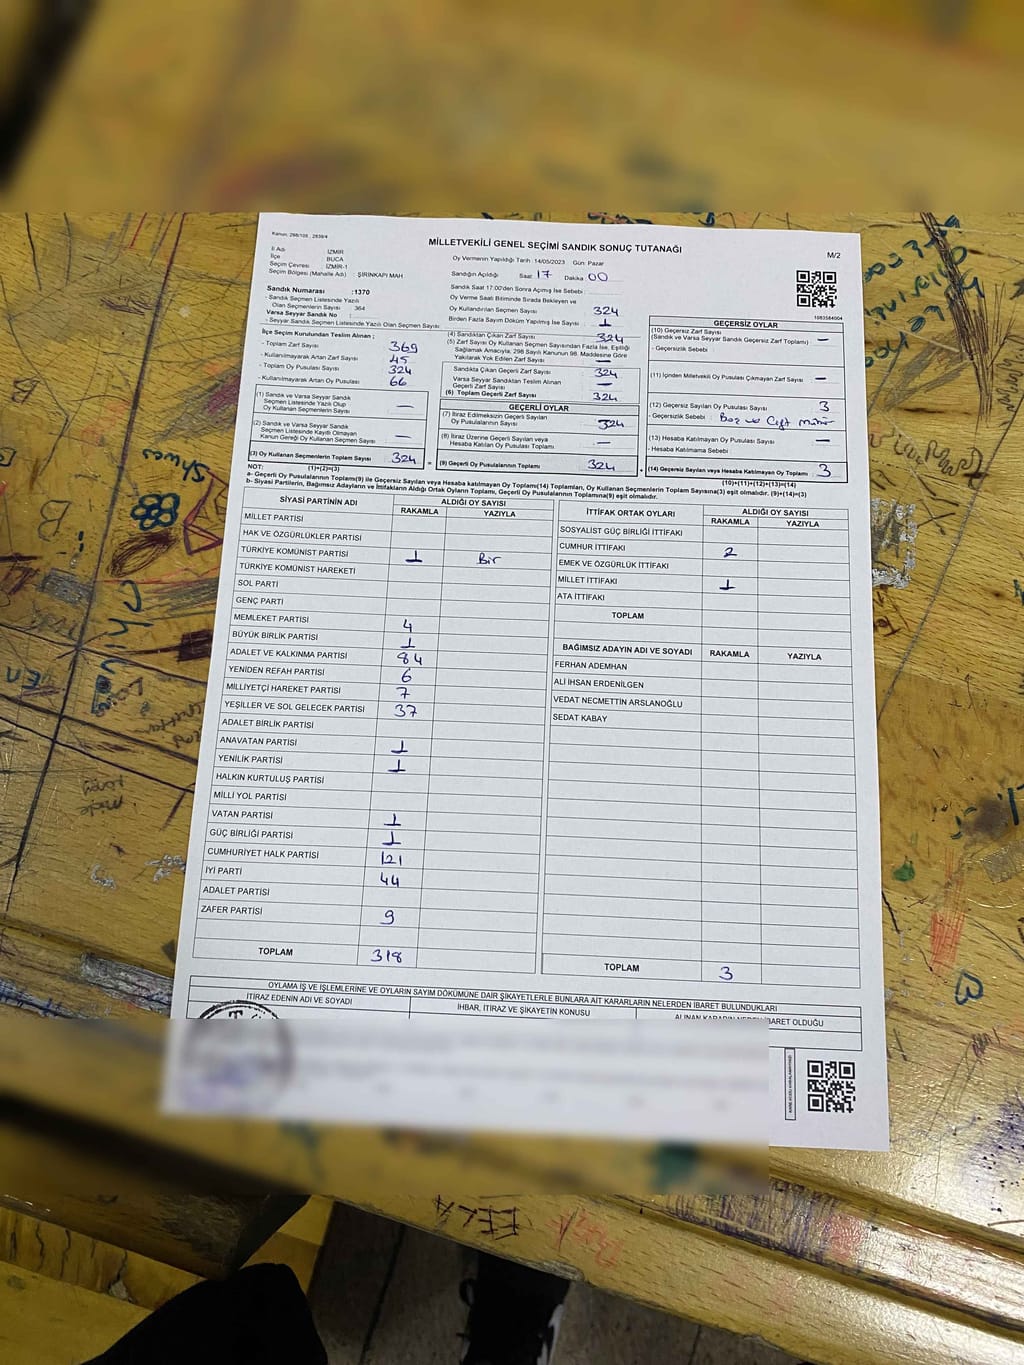 Kanun: 298/105 , 2839/4
MİLLETVEKİLİ GENEL SEÇİMİ SANDIK SONUÇ TUTANAĞI
M/2
İl Adı : İZMİR
İlçe : BUCA
Seçim Çevresi : İZMİR-1
Seçim Bölgesi (Mahalle Adı) : ŞİRİNKAPI MAH
Oy Vermenin Yapıldığı Tarih : 14/05/2023 Gün: Pazar
Sandığın Açıldığı Saat 17 Dakika 00
Sandık Saat 17:00'den Sonra Açılmış İse Sebebi :
Sandık Numarası :1370
- Sandık Seçmen Listesinde Yazılı
Olan Seçmenlerin Sayısı : 364
Varsa Seyyar Sandık No :
- Seyyar Sandık Seçmen Listesinde Yazılı Olan Seçmen Sayısı:
Oy Verme Saati Bitiminde Sırada Bekleyen ve
Oy Kullandırılan Seçmen Sayısı 324
Birden Fazla Sayım Döküm Yapılmış İse Sayısı 1
1083584004
İlçe Seçim Kurulundan Teslim Alınan ;
- Toplam Zarf Sayısı 369
- Kullanılmayarak Artan Zarf Sayısı 45
- Toplam Oy Pusulası 324
- Kullanılmayarak Artan Oy Pusulası 66
(1) Sandık ve Varsa Seyyar Sandık
Seçmen Listesinde Yazılı Olup
Oy Kullanan Seçmenlerin Sayısı —
(2) Sandık ve Varsa Seyyar Sandık
Seçmen Listesinde Kayıtlı Olmayan
Kanun Gereği Oy Kullanan Seçmen Sayısı —
(3) Oy Kullanan Seçmenlerin Toplam Sayısı 324
(1)+(2)=(3)
(4) Sandıktan Çıkan Zarf Sayısı 324
(5) Zarf Sayısı Oy Kullanan Seçmen Sayısından Fazla İse, Eşitliği
Sağlamak Amacıyla, 298 Sayılı Kanunun 98. Maddesine Göre
Yakılarak Yok Edilen Zarf Sayısı —
Sandıkta Çıkan Geçerli Zarf Sayısı 324
Varsa Seyyar Sandıktan Teslim Alınan
Geçerli Zarf Sayısı —
(6) Toplam Geçerli Zarf Sayısı 324
GEÇERLİ OYLAR
(7) İtiraz Edilmeksizin Geçerli Sayılan
Oy Pusulalarının Sayısı 324
(8) İtiraz Üzerine Geçerli Sayılan veya
Hesaba Katılan Oy Pusulası Toplamı —
= (9) Geçerli Oy Pusulalarının Toplamı 324
GEÇERSİZ OYLAR
(10) Geçersiz Zarf Sayısı
(Sandık ve Varsa Seyyar Sandık Geçersiz Zarf Toplamı) —
- Geçersizlik Sebebi
(11) İçinden Milletvekili Oy Pusulası Çıkmayan Zarf Sayısı —
(12) Geçersiz Sayılan Oy Pusulası Sayısı 3
- Geçersizlik Sebebi : Boş ve Çift mühür
(13) Hesaba Katılmayan Oy Pusulası Sayısı —
- Hesaba Katılmama Sebebi
+ (14) Geçersiz Sayılan veya Hesaba Katılmayan Oy Toplamı 3
(10)+(11)+(12)+(13)=(14)
NOT:
a- Geçerli Oy Pusulalarının Toplamı(9) ile Geçersiz Sayılan veya Hesaba katılmayan Oy Toplamı(14) Toplamları, Oy Kullanan Seçmenlerin Toplam Sayısına(3) eşit olmalıdır. (9)+(14)=(3)
b- Siyasi Partilerin, Bağımsız Adayların ve İttifakların Aldığı Ortak Oyların Toplamı, Geçerli Oy Pusulalarının Toplamına(9) eşit olmalıdır.
SİYASİ PARTİNİN ADI ALDIĞI OY SAYISI
RAKAMLA YAZIYLA
MİLLET PARTİSİ
HAK VE ÖZGÜRLÜKLER PARTİSİ
TÜRKİYE KOMÜNİST PARTİSİ 1 Bir
TÜRKİYE KOMÜNİST HAREKETİ
SOL PARTİ
GENÇ PARTİ
MEMLEKET PARTİSİ 4
BÜYÜK BİRLİK PARTİSİ 1
ADALET VE KALKINMA PARTİSİ 84
YENİDEN REFAH PARTİSİ 6
MİLLİYETÇİ HAREKET PARTİSİ 7
YEŞİLLER VE SOL GELECEK PARTİSİ 37
ADALET BİRLİK PARTİSİ
ANAVATAN PARTİSİ 1
YENİLİK PARTİSİ 1
HALKIN KURTULUŞ PARTİSİ
MİLLİ YOL PARTİSİ
VATAN PARTİSİ 1
GÜÇ BİRLİĞİ PARTİSİ 1
CUMHURİYET HALK PARTİSİ 121
İYİ PARTİ 44
ADALET PARTİSİ
ZAFER PARTİSİ 9
TOPLAM 318
İTTİFAK ORTAK OYLARI ALDIĞI OY SAYISI
RAKAMLA YAZIYLA
SOSYALİST GÜÇ BİRLİĞİ İTTİFAKI
CUMHUR İTTİFAKI 2
EMEK VE ÖZGÜRLÜK İTTİFAKI
MİLLET İTTİFAKI 1
ATA İTTİFAKI
TOPLAM
BAĞIMSIZ ADAYIN ADI VE SOYADI RAKAMLA YAZIYLA
FERHAN ADEMHAN
ALİ İHSAN ERDENİLGEN
VEDAT NECMETTİN ARSLANOĞLU
SEDAT KABAY
TOPLAM 3
OYLAMA İŞ VE İŞLEMLERİNE VE OYLARIN SAYIM DÖKÜMÜNE DAİR ŞİKAYETLERLE BUNLARA AİT KARARLARIN NELERDEN İBARET BULUNDUKLARI
İTİRAZ EDENİN ADI VE SOYADI
İHBAR, İTİRAZ VE ŞİKAYETİN KONUSU
ALINAN KARARIN NEDEN İBARET OLDUĞU
Shwes
EN
EELA